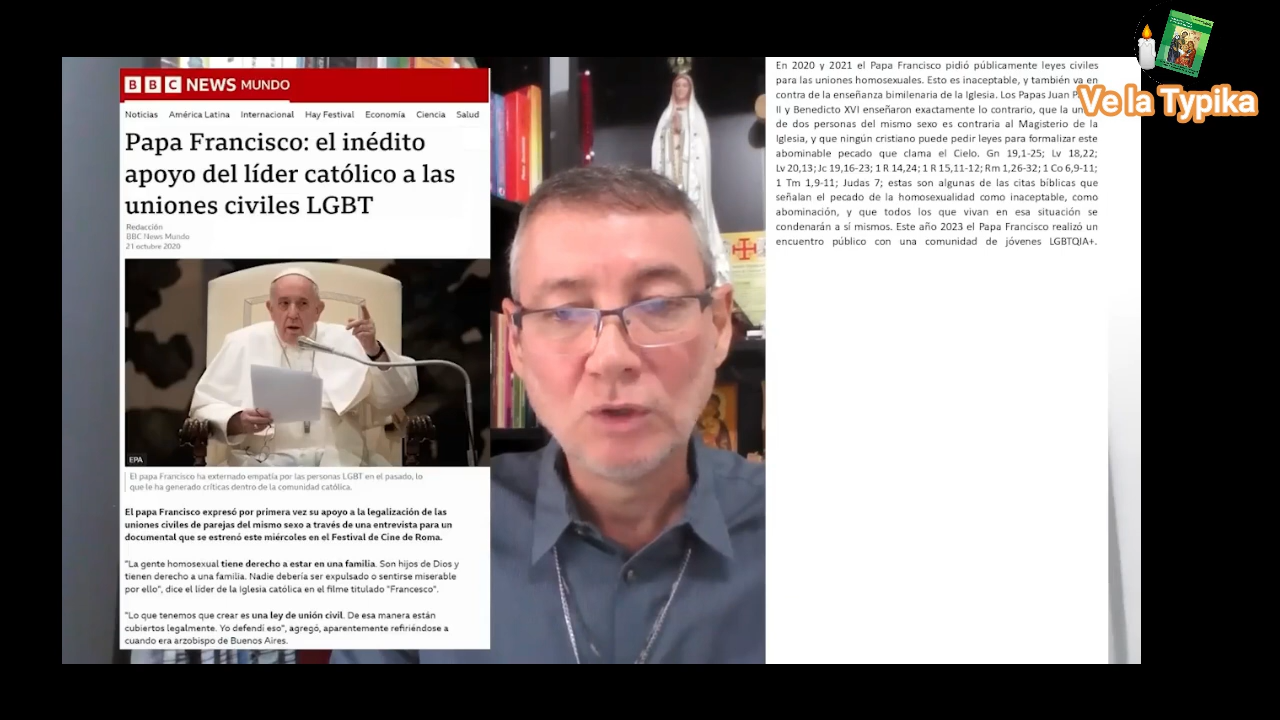 BBC NEWS MUNDO
Noticias América Latina Internacional Hay Festival Economía Ciencia Salud
Papa Francisco: el inédito
apoyo del líder católico a las
uniones civiles LGBT
Redacción
BBC News Mundo
21 octubre 2020
EPA
El papa Francisco ha externado empatía por las personas LGBT en el pasado, lo
que le ha generado críticas dentro de la comunidad católica.
El papa Francisco expresó por primera vez su apoyo a la legalización de las
uniones civiles de parejas del mismo sexo a través de una entrevista para un
documental que se estrenó este miércoles en el Festival de Cine de Roma.
"La gente homosexual tiene derecho a estar en una familia. Son hijos de Dios y
tienen derecho a una familia. Nadie debería ser expulsado o sentirse miserable
por ello", dice el líder de la Iglesia católica en el filme titulado "Francesco".
"Lo que tenemos que crear es una ley de unión civil. De esa manera están
cubiertos legalmente. Yo defendí eso", agregó, aparentemente refiriéndose a
cuando era arzobispo de Buenos Aires.
En 2020 y 2021 el Papa Francisco pidió públicamente leyes civiles
para las uniones homosexuales. Esto es inaceptable, y también va en
contra de la enseñanza bimilenaria de la Iglesia. Los Papas Juan
II y Benedicto XVI enseñaron exactamente lo contrario, que la
de dos personas del mismo sexo es contraria al Magisterio de la
Iglesia, y que ningún cristiano puede pedir leyes para formalizar este
abominable pecado que clama el Cielo. Gn 19,1-25; Lv 18,22;
Lv 20,13; Jc 19,16-23; 1 R 14,24; 1 R 15,11-12; Rm 1,26-32; 1 Co 6,9-11;
1 Tm 1,9-11; Judas 7; estas son algunas de las citas bíblicas que
señalan el pecado de la homosexualidad como inaceptable, como
abominación, y que todos los que vivan en esa situación se
condenarán a sí mismos. Este año 2023 el Papa Francisco realizó un
encuentro público con una comunidad de jóvenes LGBTQIA+.
Vela Typika